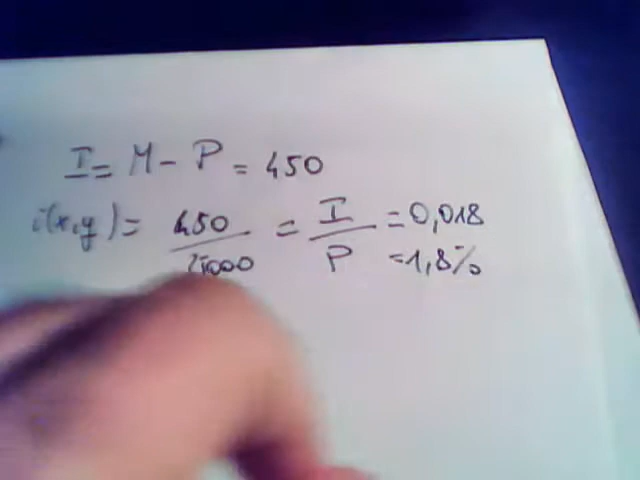 I = M - P = 450
i(x,y) = 450/25000 = I/P = 0,018
= 1,8%